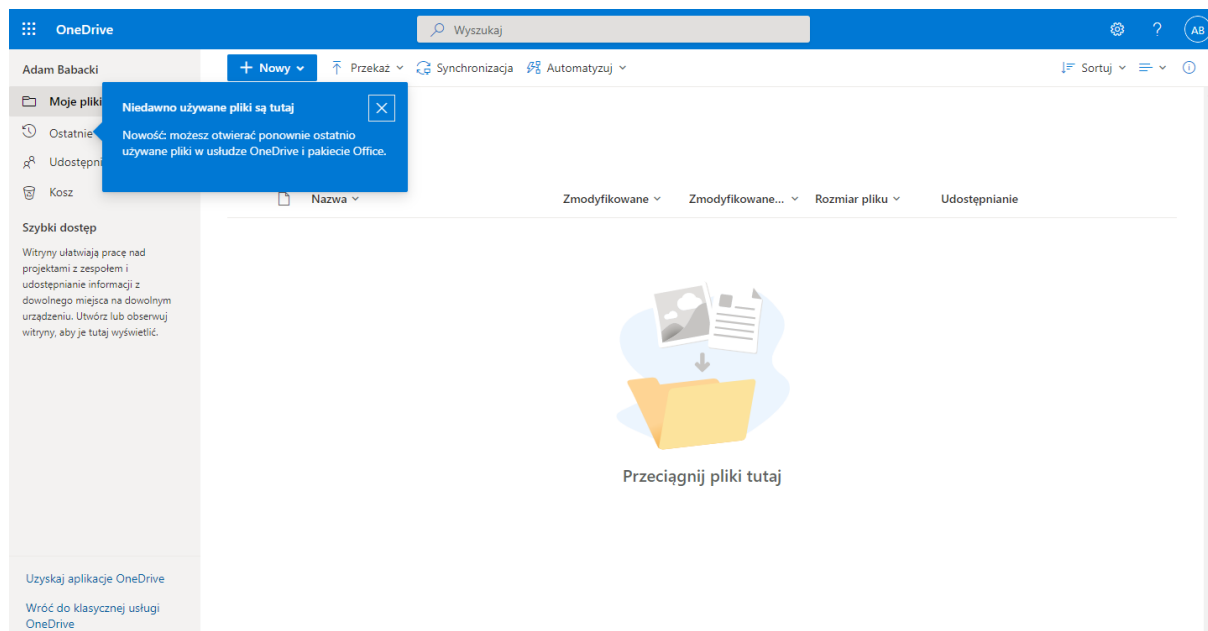 OneDrive
Wyszukaj
?
AB
Adam Babacki
Nowy
Przekaż
Synchronizacja
Automatyzuj
Sortuj
Moje pliki
Ostatnie
Udostępni
Kosz
Niedawno używane pliki są tutaj
Nowość: możesz otwierać ponownie ostatnio
używane pliki w usłudze OneDrive i pakiecie Office.
Nazwa
Zmodyfikowane
Zmodyfikowane...
Rozmiar pliku
Udostępnianie
Szybki dostęp
Witryny ułatwiają pracę nad
projektami z zespołem i
udostępnianie informacji z
dowolnego miejsca na dowolnym
urządzeniu. Utwórz lub obserwuj
witryny, aby je tutaj wyświetlić.
Przeciągnij pliki tutaj
Uzyskaj aplikacje OneDrive
Wróć do klasycznej usługi
OneDrive